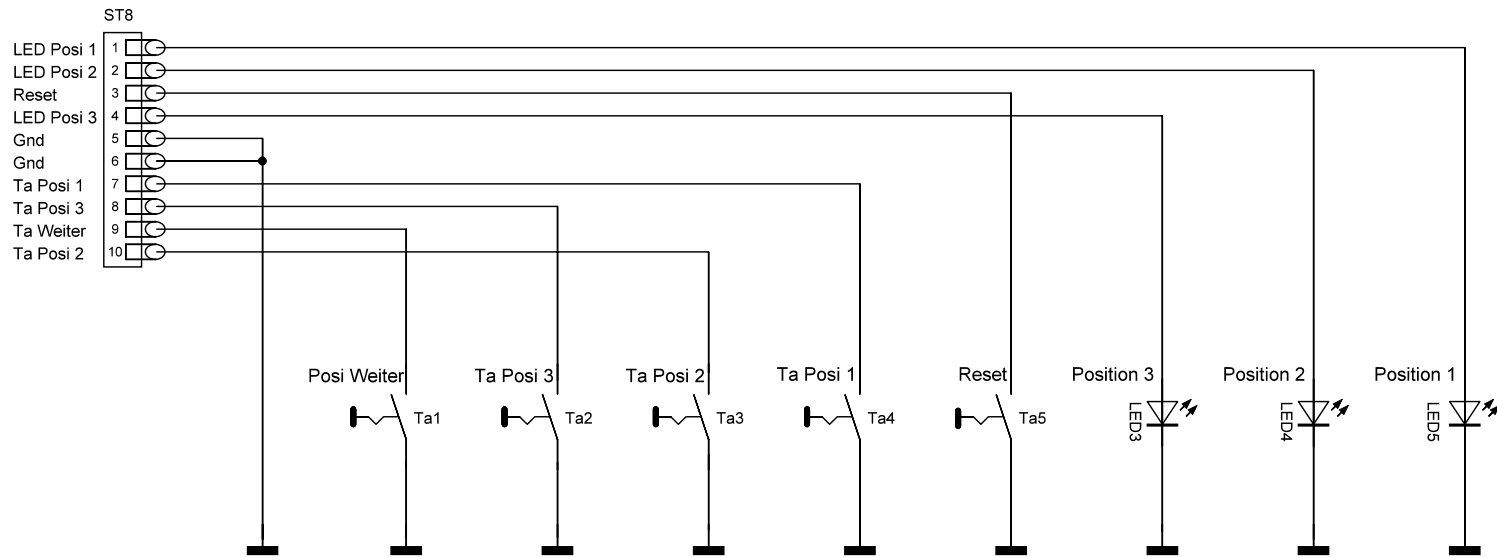 ST8
LED Posi 1 1
LED Posi 2 2
Reset 3
LED Posi 3 4
Gnd 5
Gnd 6
Ta Posi 1 7
Ta Posi 3 8
Ta Weiter 9
Ta Posi 2 10
Posi Weiter
Ta Posi 3
Ta Posi 2
Ta Posi 1
Reset
Position 3
Position 2
Position 1
Ta1
Ta2
Ta3
Ta4
Ta5
LED3
LED4
LED5